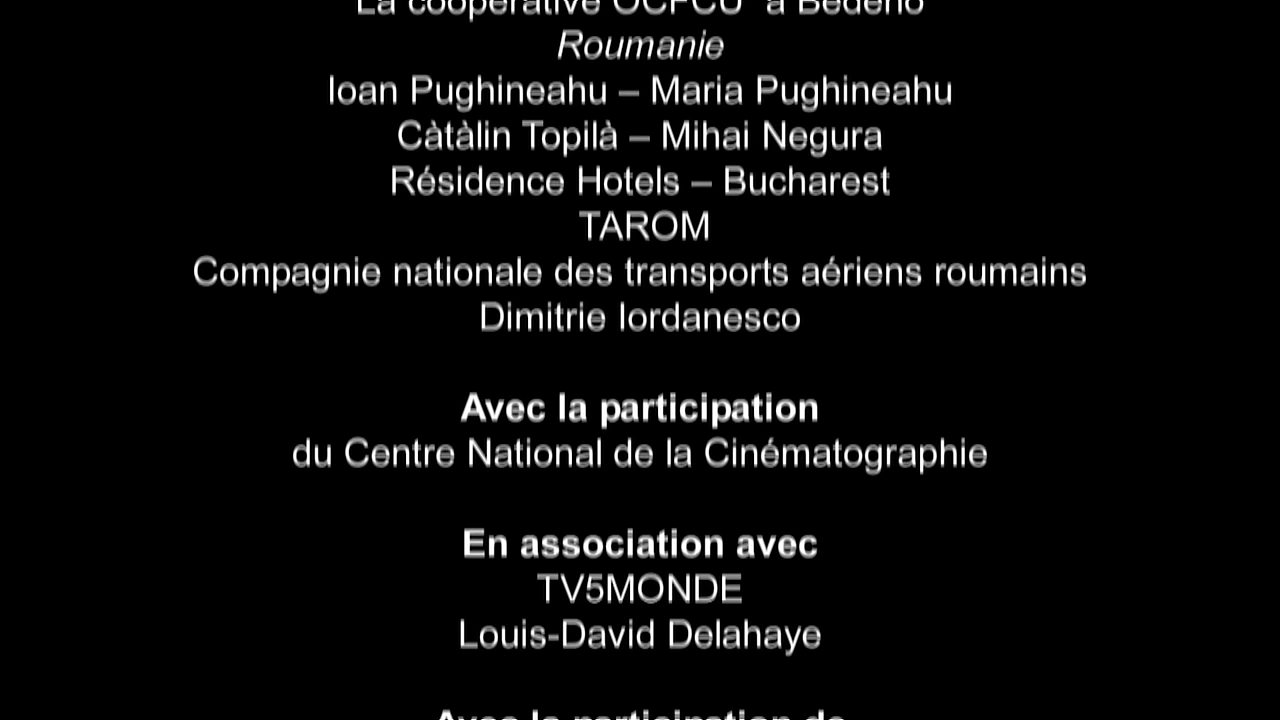 La coopérative OCFCU à Bedeno
Roumanie
Ioan Pughineahu – Maria Pughineahu
Càtàlin Topilà – Mihai Negura
Résidence Hotels – Bucharest
TAROM
Compagnie nationale des transports aériens roumains
Dimitrie Iordanesco
Avec la participation
du Centre National de la Cinématographie
En association avec
TV5MONDE
Louis-David Delahaye
Avec la participation de